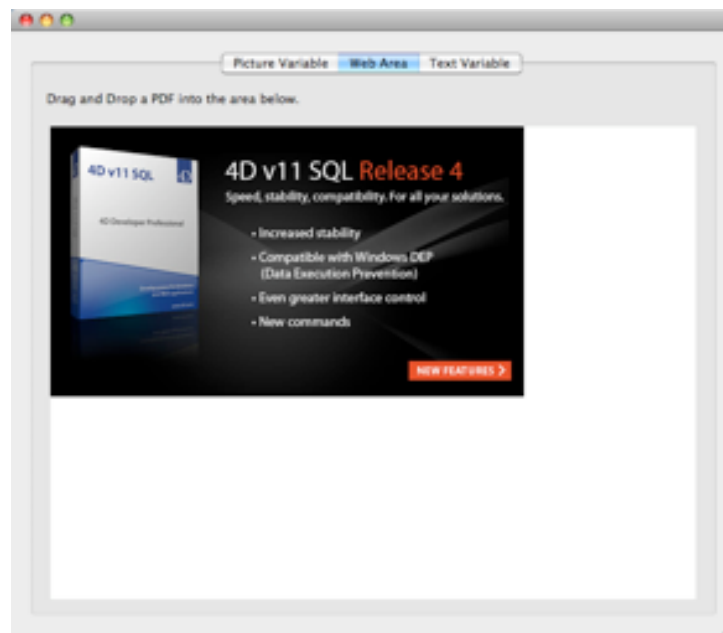 Picture Variable Web Area Text Variable
Drag and Drop a PDF into the area below.
4D v11 SQL
4D Developer Professional
4D v11 SQL Release 4
Speed, stability, compatibility. For all your solutions.
• Increased stability
• Compatible with Windows DEP
(Data Execution Prevention)
• Even greater interface control
• New commands
NEW FEATURES >